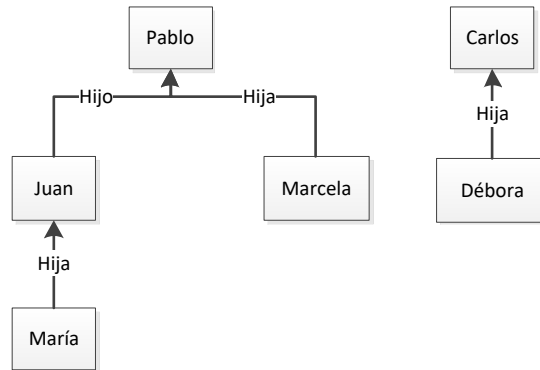 Pablo
Carlos
Hijo
Hija
Hija
Juan
Marcela
Débora
Hija
María